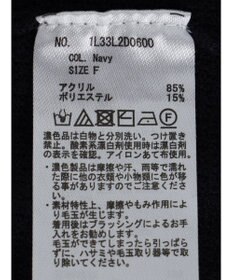 NO. 1L33L2D0600
COL. Navy
SIZE F
アクリル 85%
ポリエステル 15%
濃色製品は白物と分別洗い。つけ置き
禁止。酸素系漂白剤使用時は漂白剤
の表示を確認。アイロンあて布使用。
・濃色製品は摩擦や汗、雨等で濡
れた際に他の衣類や小物類に色が移
る事がありますのでご注意くださ
い。
・素材特性上、摩擦やもみ作用によ
り毛玉が生じます。
着用後はブラッシングによるお手
入れをお勧めします。
毛玉ができてしまったら引っぱらず
に、ハサミや毛玉取り器等で取
ってください。